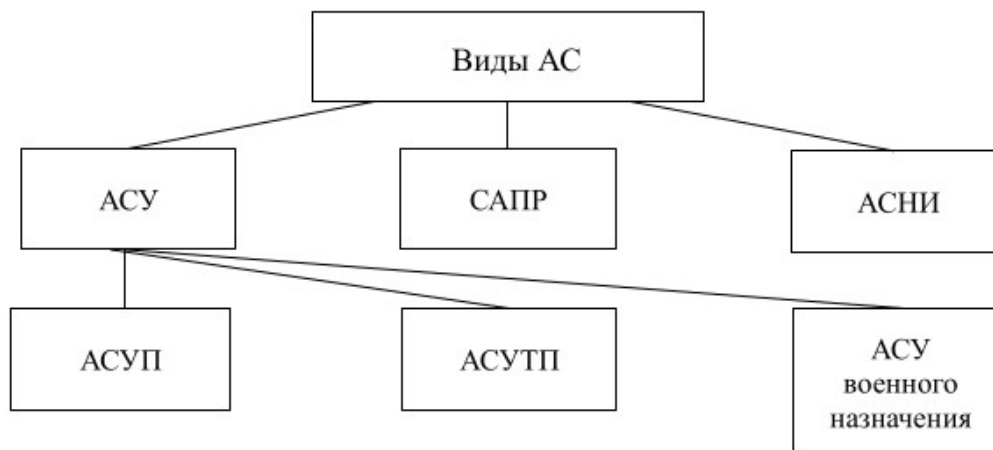 Виды АС
АСУ
САПР
АСНИ
АСУП
АСУТП
АСУ
военного
назначения